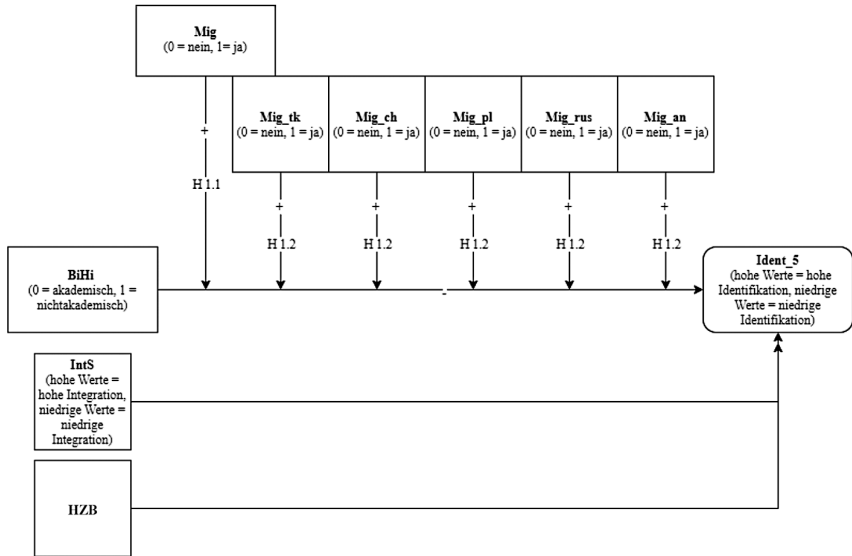 Mig
(0 = nein, 1= ja)
Mig_tk
(0 = nein, 1 = ja)
Mig_ch
(0 = nein, 1 = ja)
Mig_pl
(0 = nein, 1 = ja)
Mig_rus
(0 = nein, 1 = ja)
Mig_an
(0 = nein, 1 = ja)
+
H 1.1
+
H 1.2
+
H 1.2
+
H 1.2
+
H 1.2
+
H 1.2
BiHi
(0 = akademisch, 1 =
nichtakademisch)
-
Ident_5
(hohe Werte = hohe
Identifikation, niedrige
Werte = niedrige
Identifikation)
IntS
(hohe Werte =
hohe Integration,
niedrige Werte =
niedrige
Integration)
HZB